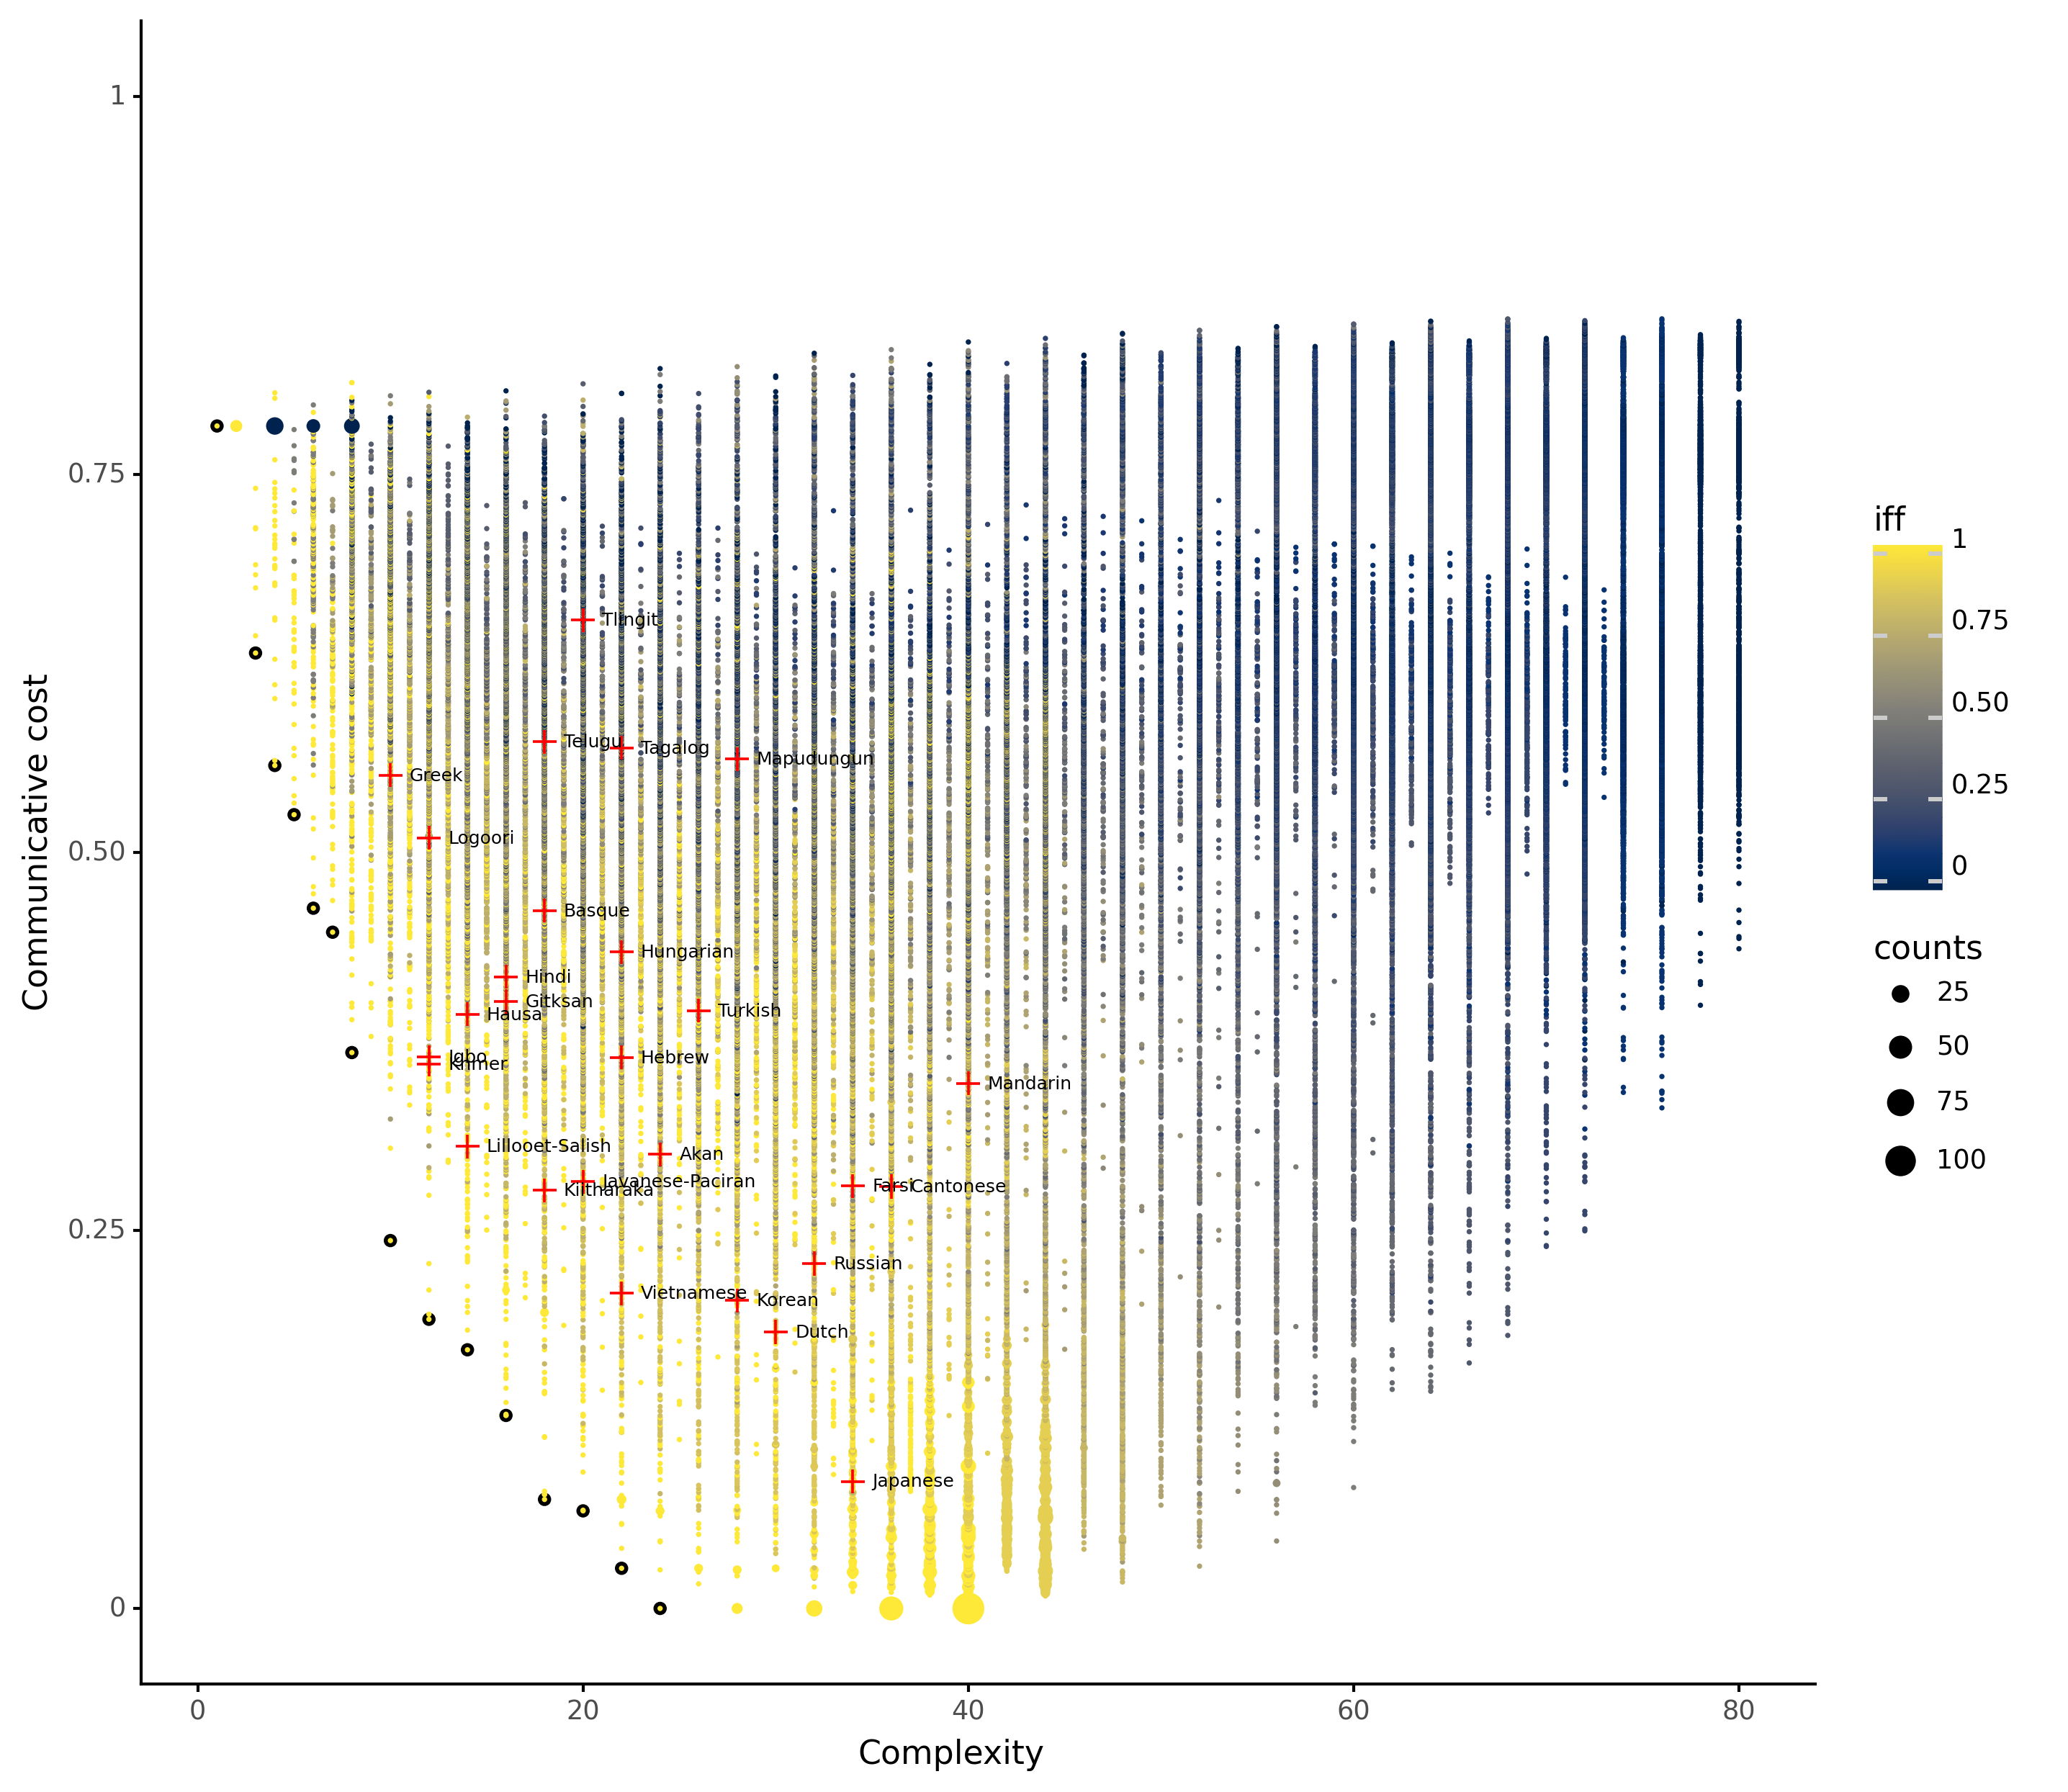 1
0.75
0.50
0.25
0
Communicative cost
0
20
40
60
80
Complexity
Tlingit
Telugu
Tagalog
Mapudungun
Greek
Logoori
Basque
Hungarian
Hindi
Gitksan
Hausa
Turkish
Igbo
Khmer
Hebrew
Mandarin
Lillooet-Salish
Akan
Javanese-Paciran
Kiitharaka
Farsi
Cantonese
Russian
Vietnamese
Korean
Dutch
Japanese
iff
1
0.75
0.50
0.25
0
counts
25
50
75
100